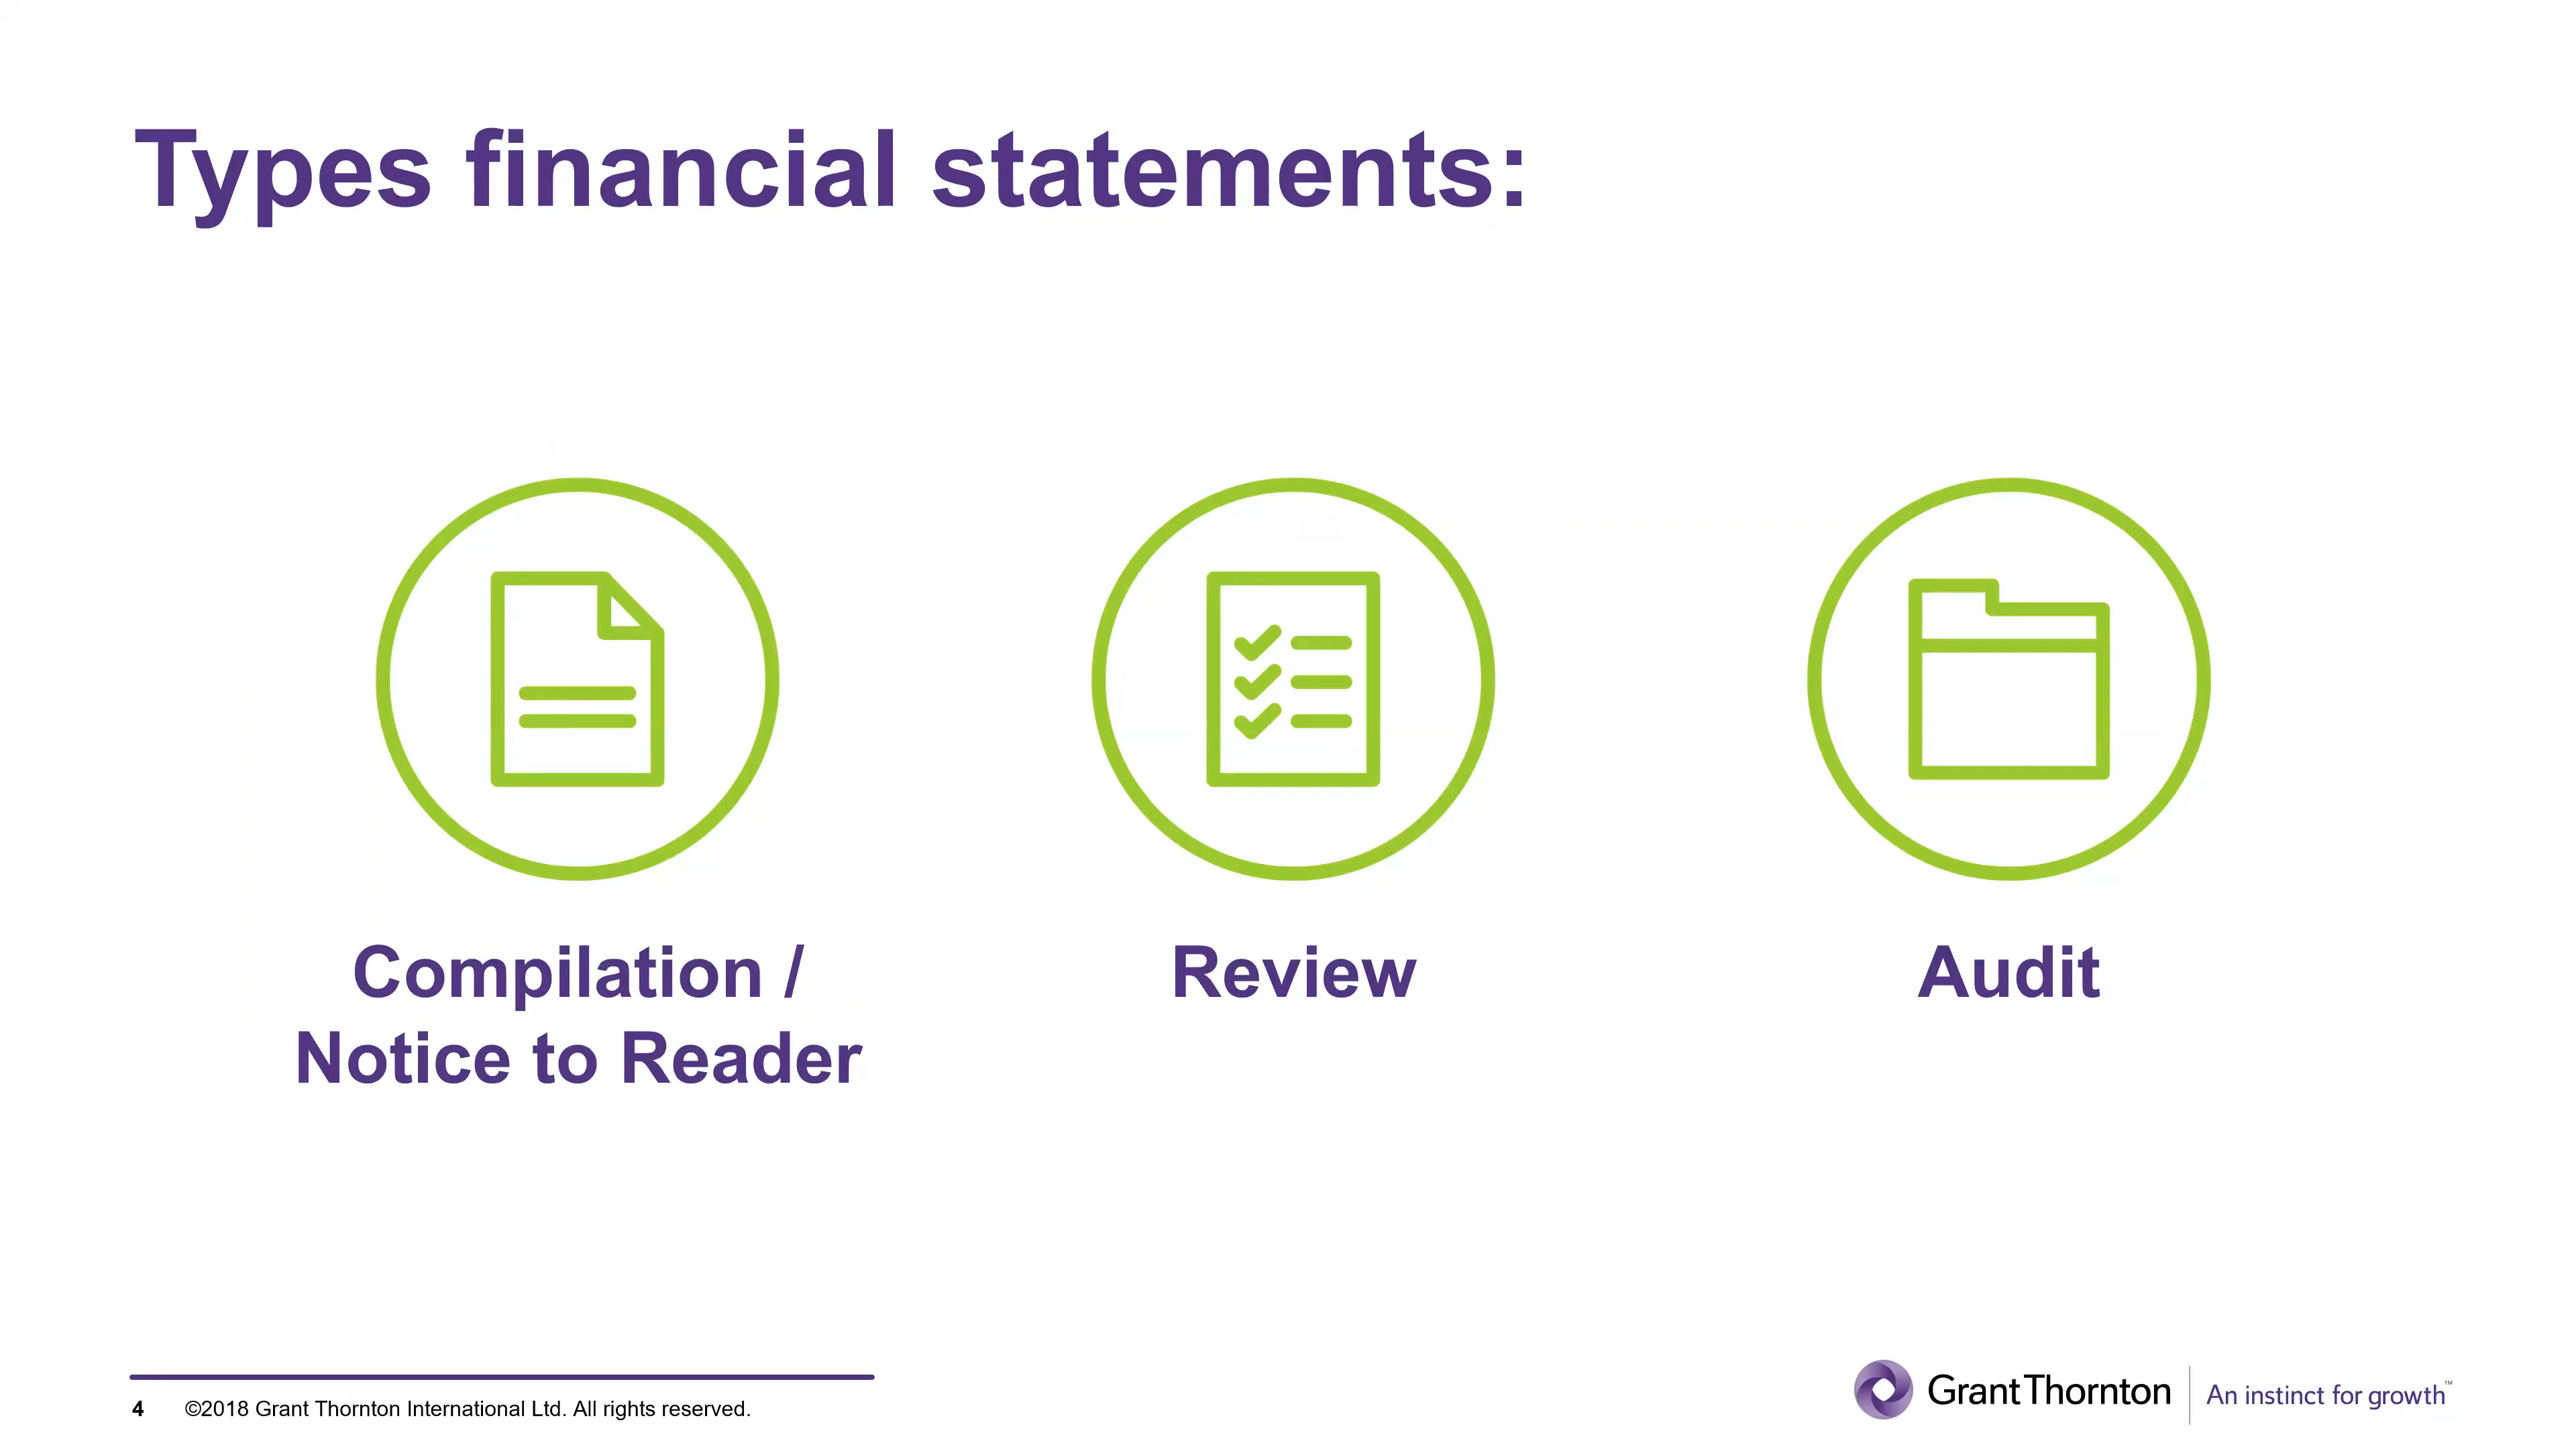 Types financial statements:
Compilation /
Notice to Reader
Review
Audit
4 ©2018 Grant Thornton International Ltd. All rights reserved.
Grant Thornton An instinct for growth™